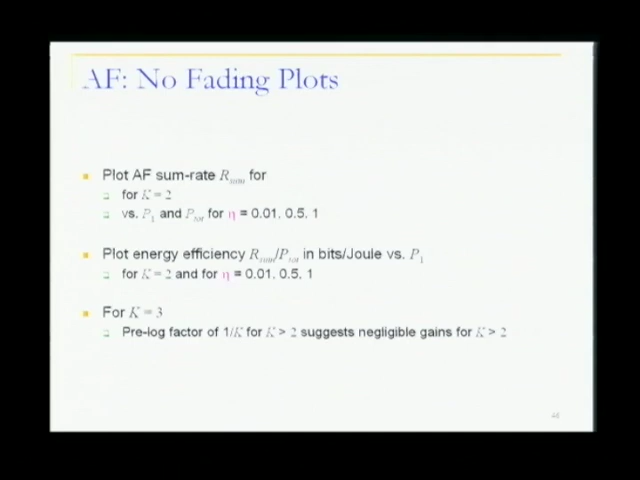 AF: No Fading Plots
Plot AF sum-rate R_sum for
for K = 2
vs. P_1 and P_tot for η = 0.01, 0.5, 1
Plot energy efficiency R_sum/P_tot in bits/Joule vs. P_1
for K = 2 and for η = 0.01, 0.5, 1
For K = 3
Pre-log factor of 1/K for K > 2 suggests negligible gains for K > 2